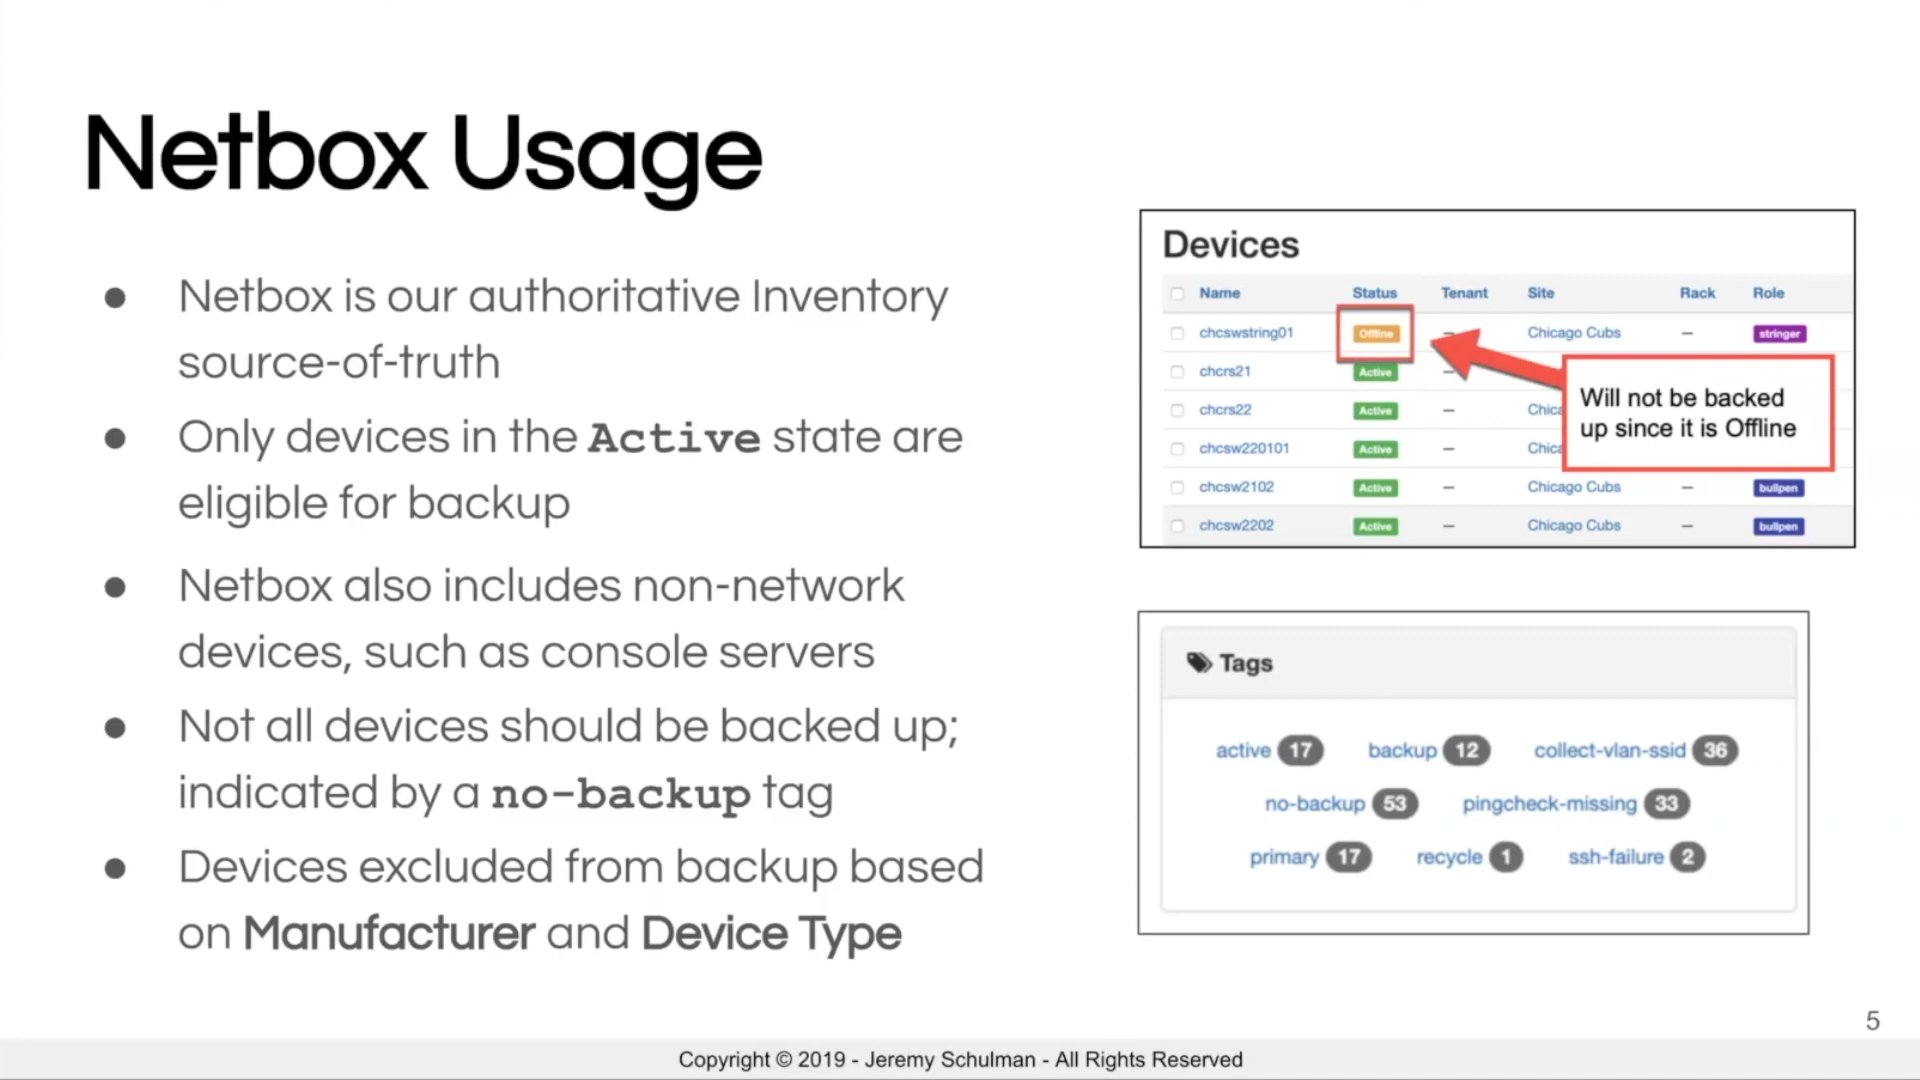 Netbox Usage
● Netbox is our authoritative Inventory
source-of-truth
● Only devices in the Active state are
eligible for backup
● Netbox also includes non-network
devices, such as console servers
● Not all devices should be backed up;
indicated by a no-backup tag
● Devices excluded from backup based
on Manufacturer and Device Type
Devices
Name Status Tenant Site Rack Role
chcswstring01 Offline — Chicago Cubs — stringer
chcrs21 Active —
chcrs22 Active — Chica
chcsw220101 Active — Chica
chcsw2102 Active — Chicago Cubs — bullpen
chcsw2202 Active — Chicago Cubs — bullpen
Will not be backed
up since it is Offline
Tags
active 17 backup 12 collect-vlan-ssid 36
no-backup 53 pingcheck-missing 33
primary 17 recycle 1 ssh-failure 2
5
Copyright © 2019 - Jeremy Schulman - All Rights Reserved